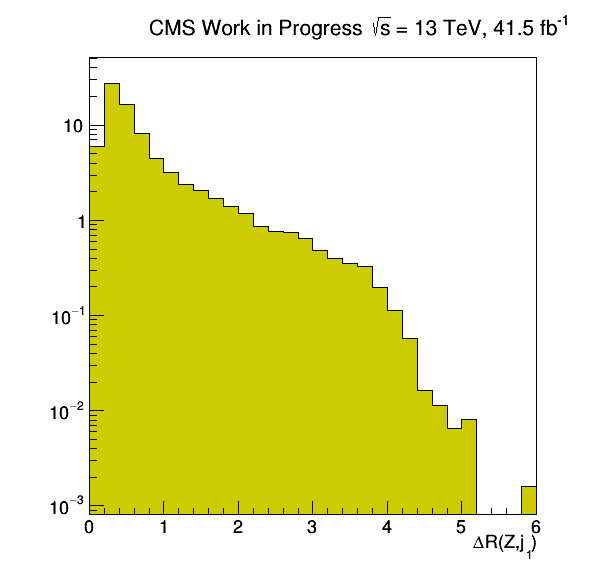 CMS Work in Progress √s = 13 TeV, 41.5 fb⁻¹
10
1
10⁻¹
10⁻²
10⁻³
0 1 2 3 4 5 6
ΔR(Z,j₁)